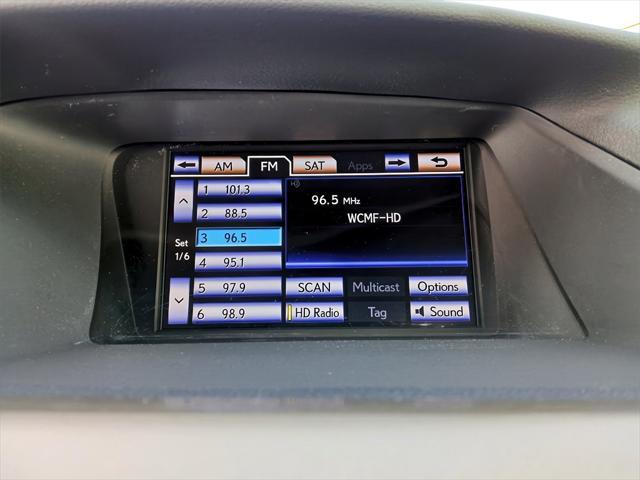 AM FM SAT Apps
1 101.3
2 88.5
3 96.5
4 95.1
5 97.9
6 98.9
Set
1/6
HD
96.5 MHz
WCMF-HD
SCAN Multicast Options
HD Radio Tag Sound